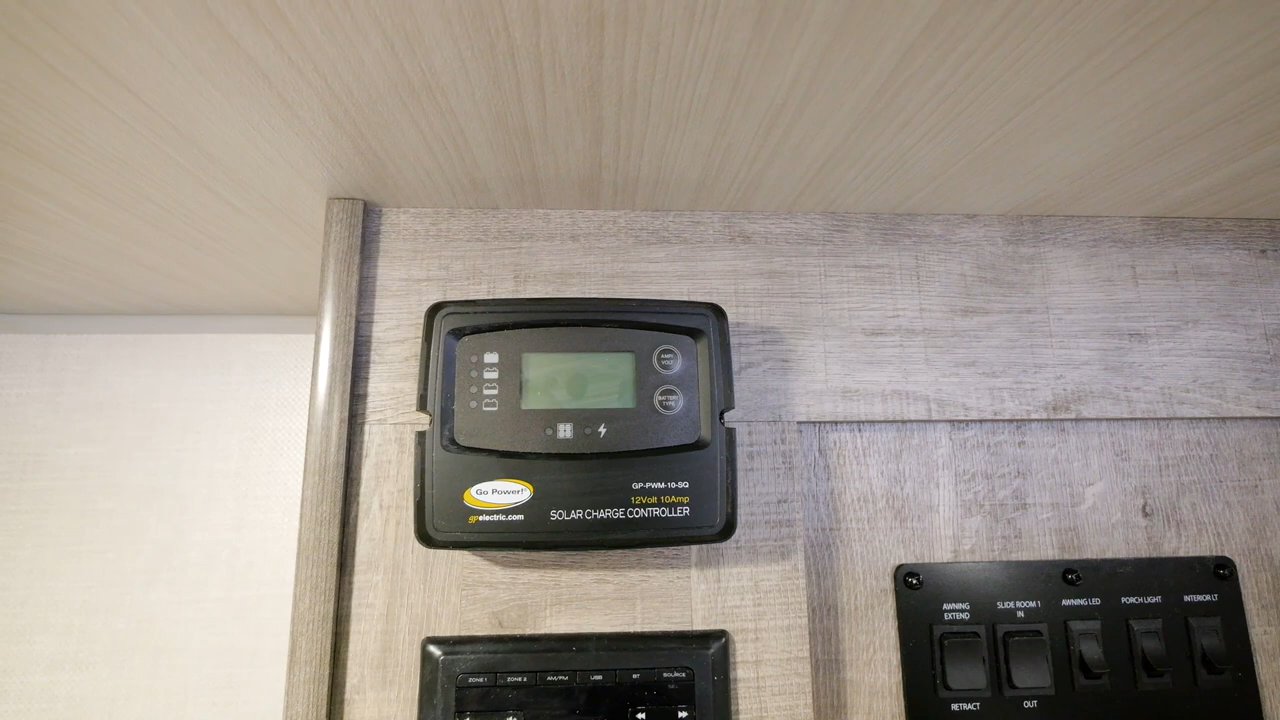 AMP/
VOLT
BATTERY
TYPE
Go Power!
gpelectric.com
GP-PWM-10-SQ
12Volt 10Amp
SOLAR CHARGE CONTROLLER
AWNING
EXTEND
SLIDE ROOM 1
IN
AWNING LED
PORCH LIGHT
INTERIOR LT
RETRACT
OUT
ZONE 1
ZONE 2
AM/FM
USB
BT
SOURCE
SEL